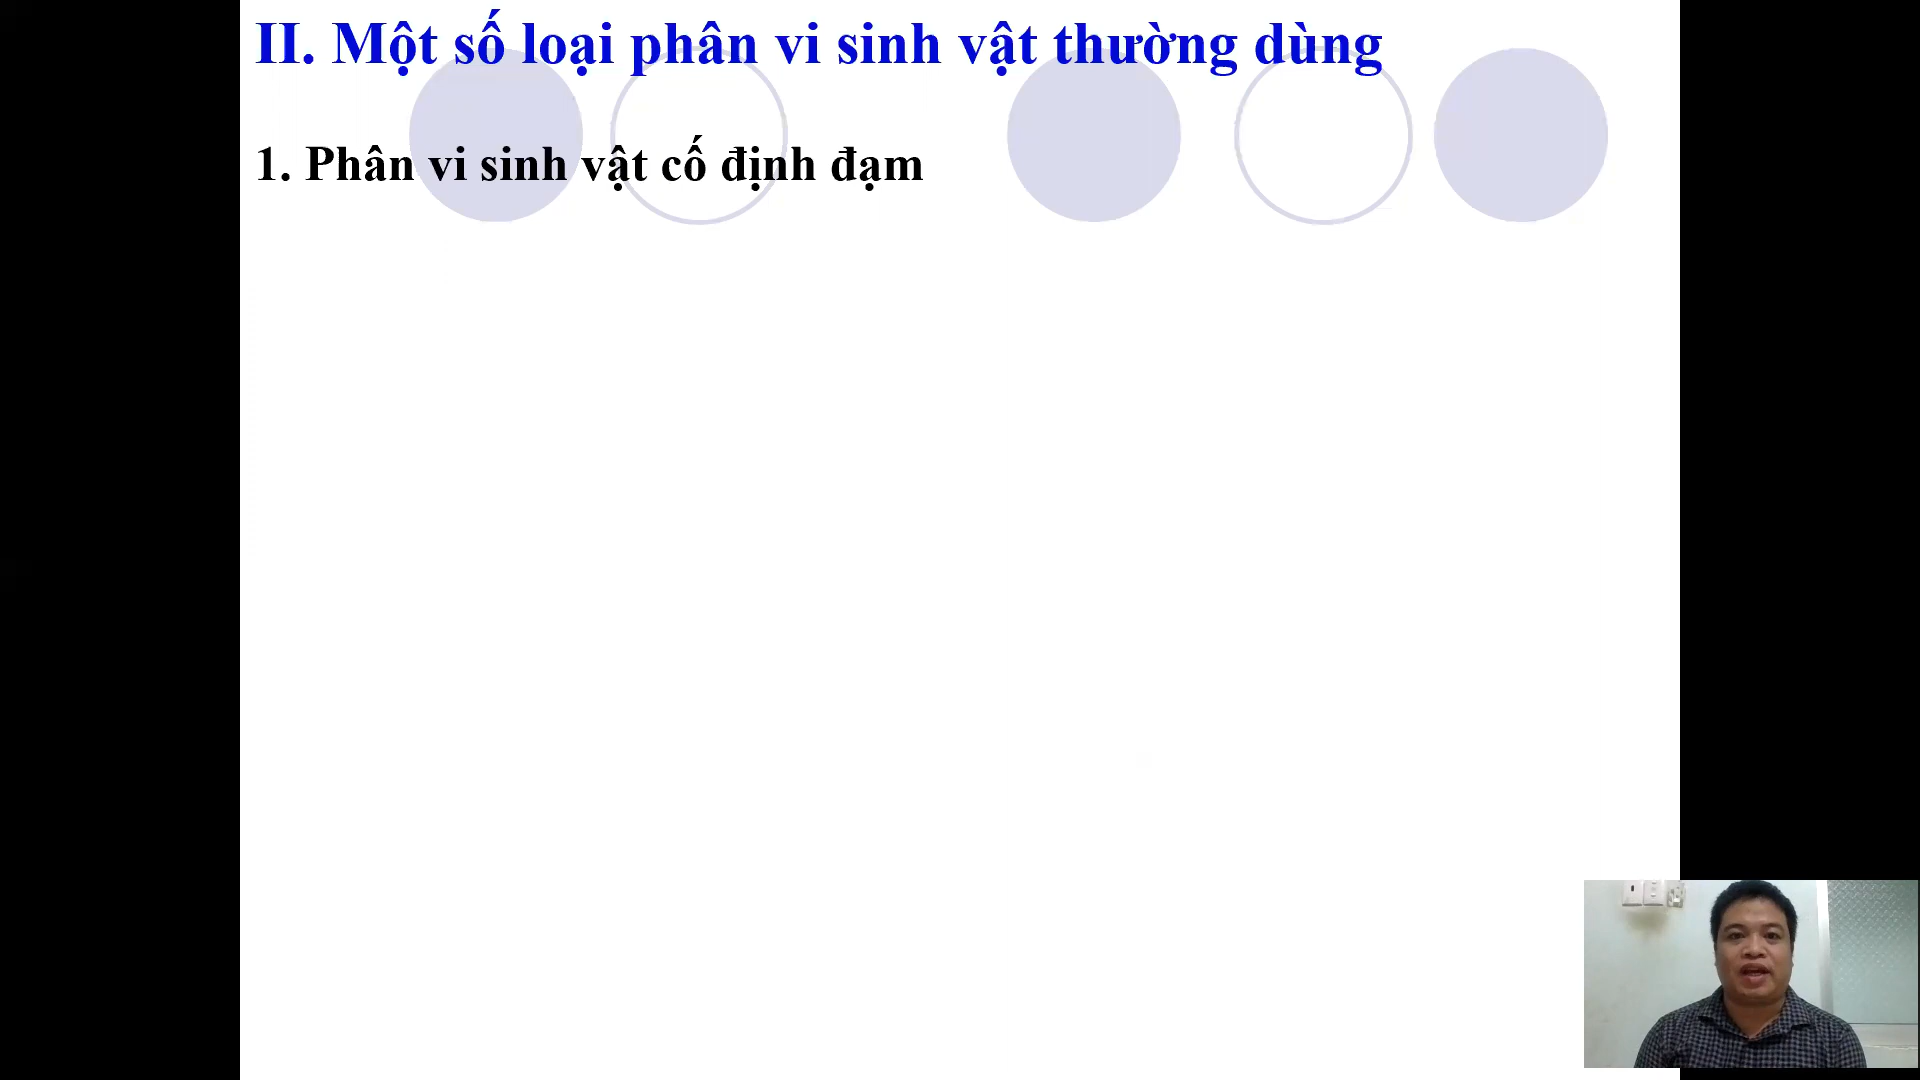 II. Một số loại phân vi sinh vật thường dùng
1. Phân vi sinh vật cố định đạm